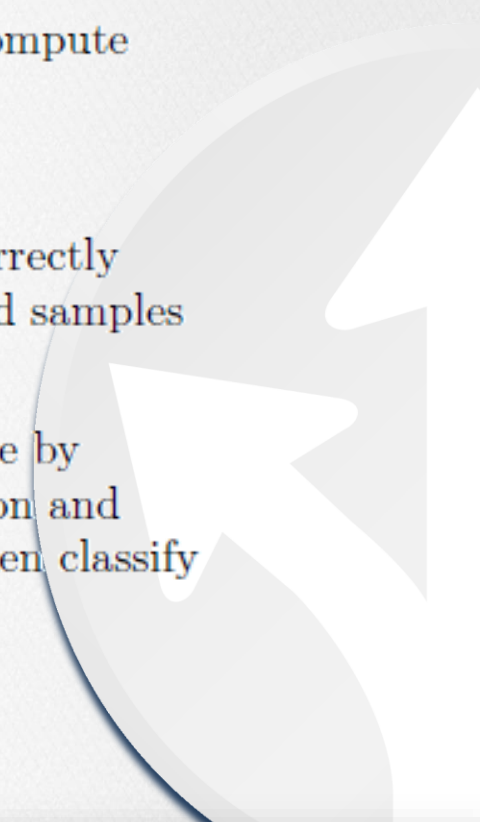 ompute
rrectly
d samples
e by
on and
en classify